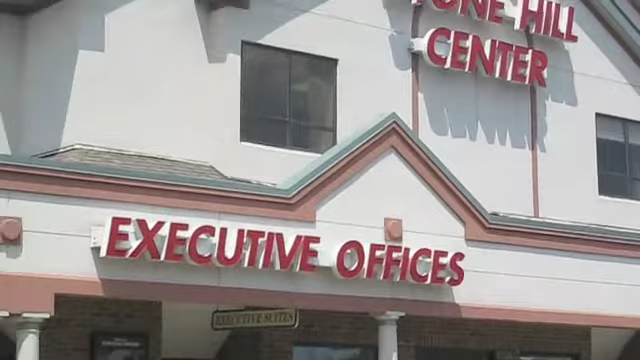 HILL
CENTER
EXECUTIVE OFFICES
EXECUTIVE SUITES